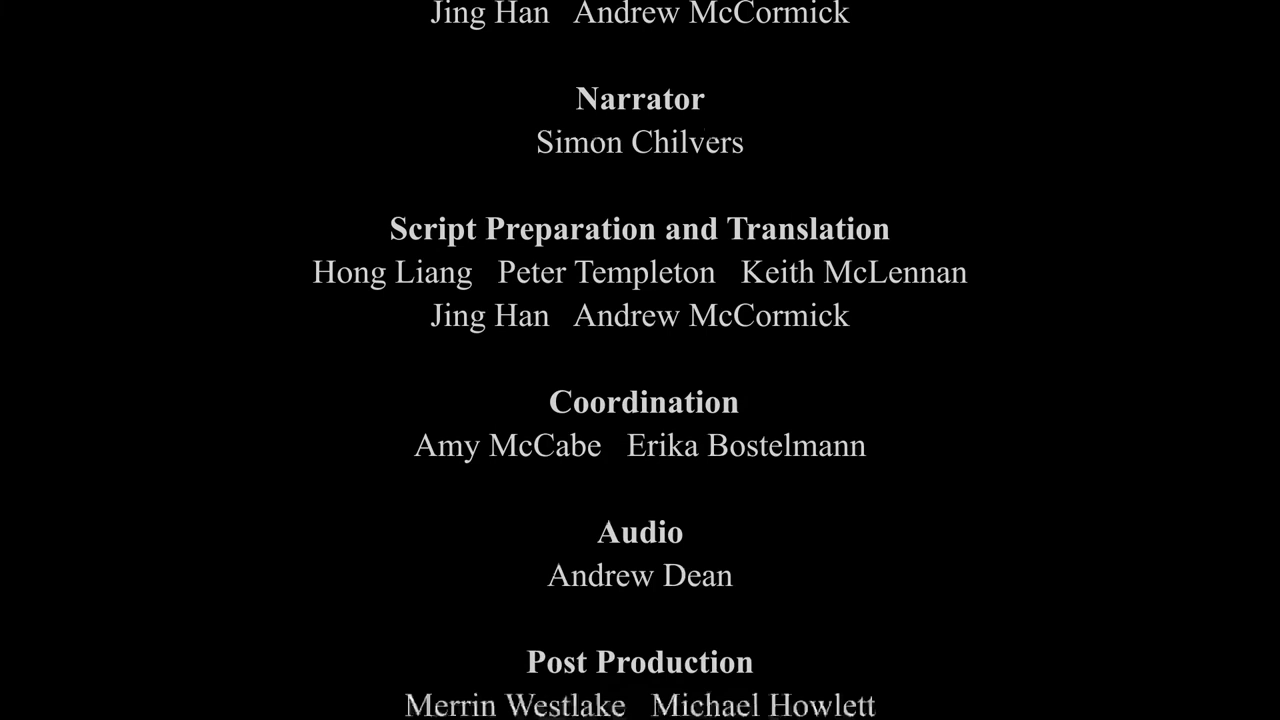 Jing Han Andrew McCormick
Narrator
Simon Chilvers
Script Preparation and Translation
Hong Liang Peter Templeton Keith McLennan
Jing Han Andrew McCormick
Coordination
Amy McCabe Erika Bostelmann
Audio
Andrew Dean
Post Production
Merrin Westlake Michael Howlett